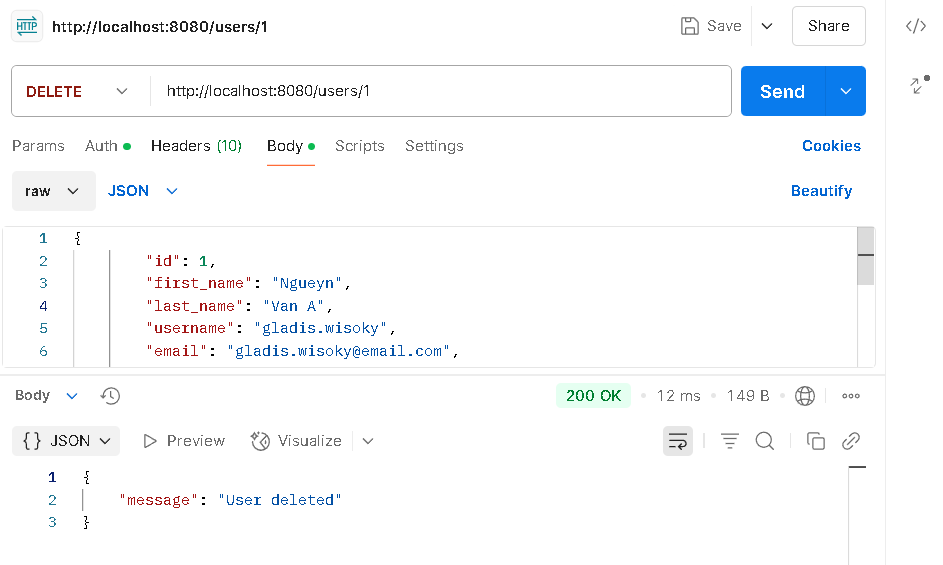 HTTP http://localhost:8080/users/1 Save Share
DELETE http://localhost:8080/users/1 Send
Params Auth Headers (10) Body Scripts Settings Cookies
raw JSON Beautify
1 {
2 "id": 1,
3 "first_name": "Ngueyn",
4 "last_name": "Van A",
5 "username": "gladis.wisoky",
6 "email": "gladis.wisoky@email.com",
Body 200 OK 12 ms 149 B
{} JSON Preview Visualize
1 {
2 "message": "User deleted"
3 }